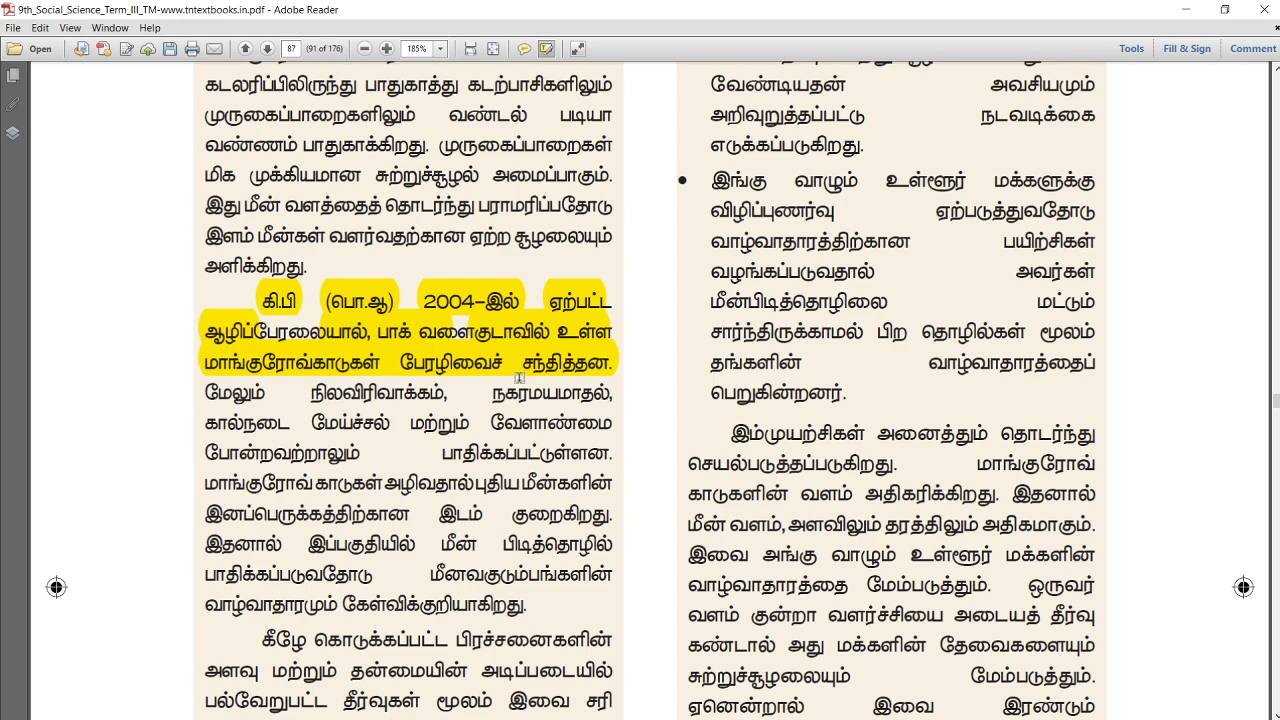 9th_Social_Science_Term_III_TM-www.tntextbooks.in.pdf - Adobe Reader
File Edit View Window Help
Open 87 (91 of 176) 185% Tools Fill & Sign Comment
கடலரிப்பிலிருந்து பாதுகாத்து கடற்பாசிகளிலும்
முருகைப்பாறைகளிலும் வண்டல் படியா
வண்ணம் பாதுகாக்கிறது. முருகைப்பாறைகள்
மிக முக்கியமான சுற்றுச்சூழல் அமைப்பாகும்.
இது மீன் வளத்தைத் தொடர்ந்து பராமரிப்பதோடு
இளம் மீன்கள் வளர்வதற்கான ஏற்ற சூழலையும்
அளிக்கிறது.
கி.பி (பொ.ஆ) 2004-இல் ஏற்பட்ட
ஆழிப்பேரலையால், பாக் வளைகுடாவில் உள்ள
மாங்குரோவ்காடுகள் பேரழிவைச் சந்தித்தன.
மேலும் நிலவிரிவாக்கம், நகரமயமாதல்,
கால்நடை மேய்ச்சல் மற்றும் வேளாண்மை
போன்றவற்றாலும் பாதிக்கப்பட்டுள்ளன.
மாங்குரோவ் காடுகள் அழிவதால் புதிய மீன்களின்
இனப்பெருக்கத்திற்கான இடம் குறைகிறது.
இதனால் இப்பகுதியில் மீன் பிடித்தொழில்
பாதிக்கப்படுவதோடு மீனவகுடும்பங்களின்
வாழ்வாதாரமும் கேள்விக்குறியாகிறது.
கீழே கொடுக்கப்பட்ட பிரச்சனைகளின்
அளவு மற்றும் தன்மையின் அடிப்படையில்
பல்வேறுபட்ட தீர்வுகள் மூலம் இவை சரி
வேண்டியதன் அவசியமும்
அறிவுறுத்தப்பட்டு நடவடிக்கை
எடுக்கப்படுகிறது.
• இங்கு வாழும் உள்ளூர் மக்களுக்கு
விழிப்புணர்வு ஏற்படுத்துவதோடு
வாழ்வாதாரத்திற்கான பயிற்சிகள்
வழங்கப்படுவதால் அவர்கள்
மீன்பிடித்தொழிலை மட்டும்
சார்ந்திருக்காமல் பிற தொழில்கள் மூலம்
தங்களின் வாழ்வாதாரத்தைப்
பெறுகின்றனர்.
இம்முயற்சிகள் அனைத்தும் தொடர்ந்து
செயல்படுத்தப்படுகிறது. மாங்குரோவ்
காடுகளின் வளம் அதிகரிக்கிறது. இதனால்
மீன் வளம், அளவிலும் தரத்திலும் அதிகமாகும்.
இவை அங்கு வாழும் உள்ளூர் மக்களின்
வாழ்வாதாரத்தை மேம்படுத்தும். ஒருவர்
வளம் குன்றா வளர்ச்சியை அடையத் தீர்வு
கண்டால் அது மக்களின் தேவைகளையும்
சுற்றுச்சூழலையும் மேம்படுத்தும்.
ஏனென்றால் இவை இரண்டும்